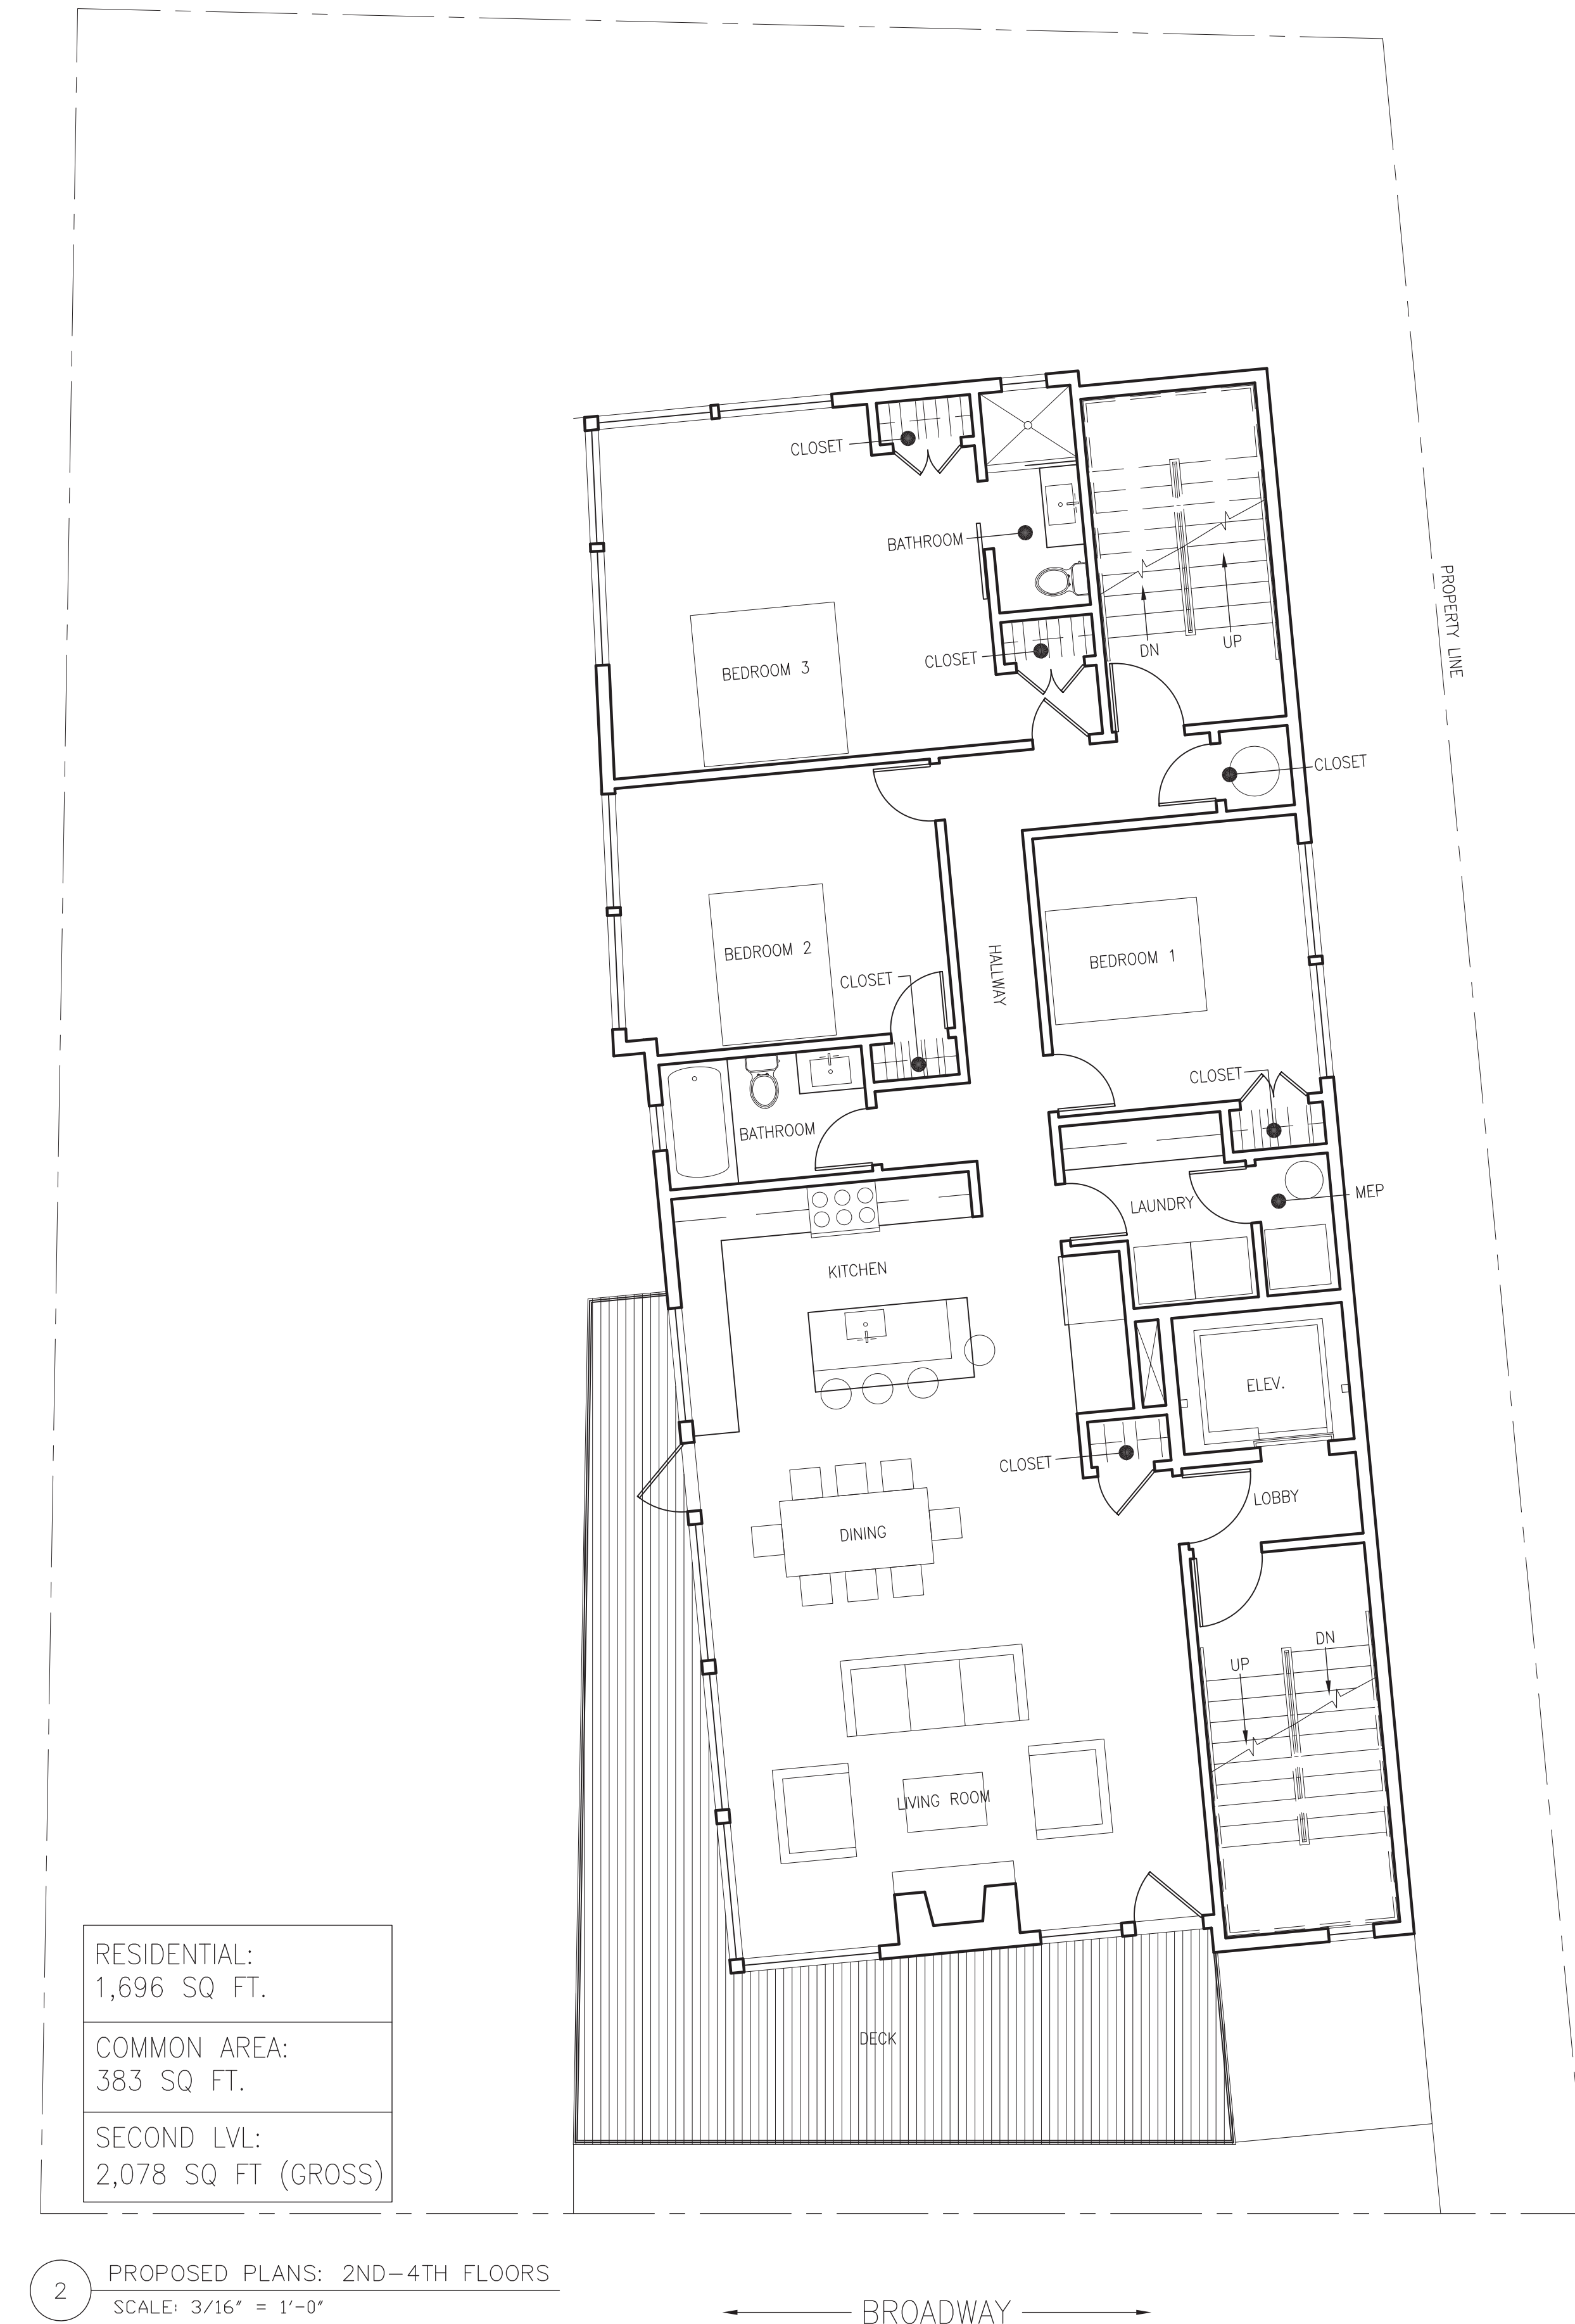 CLOSET
BATHROOM
CLOSET
DN
UP
PROPERTY LINE
BEDROOM 3
CLOSET
BEDROOM 2
CLOSET
HALLWAY
BEDROOM 1
CLOSET
BATHROOM
LAUNDRY
MEP
KITCHEN
ELEV.
CLOSET
LOBBY
DINING
UP
DN
LIVING ROOM
DECK
RESIDENTIAL:
1,696 SQ FT.
COMMON AREA:
383 SQ FT.
SECOND LVL:
2,078 SQ FT (GROSS)
2
PROPOSED PLANS: 2ND-4TH FLOORS
SCALE: 3/16" = 1'-0"
BROADWAY